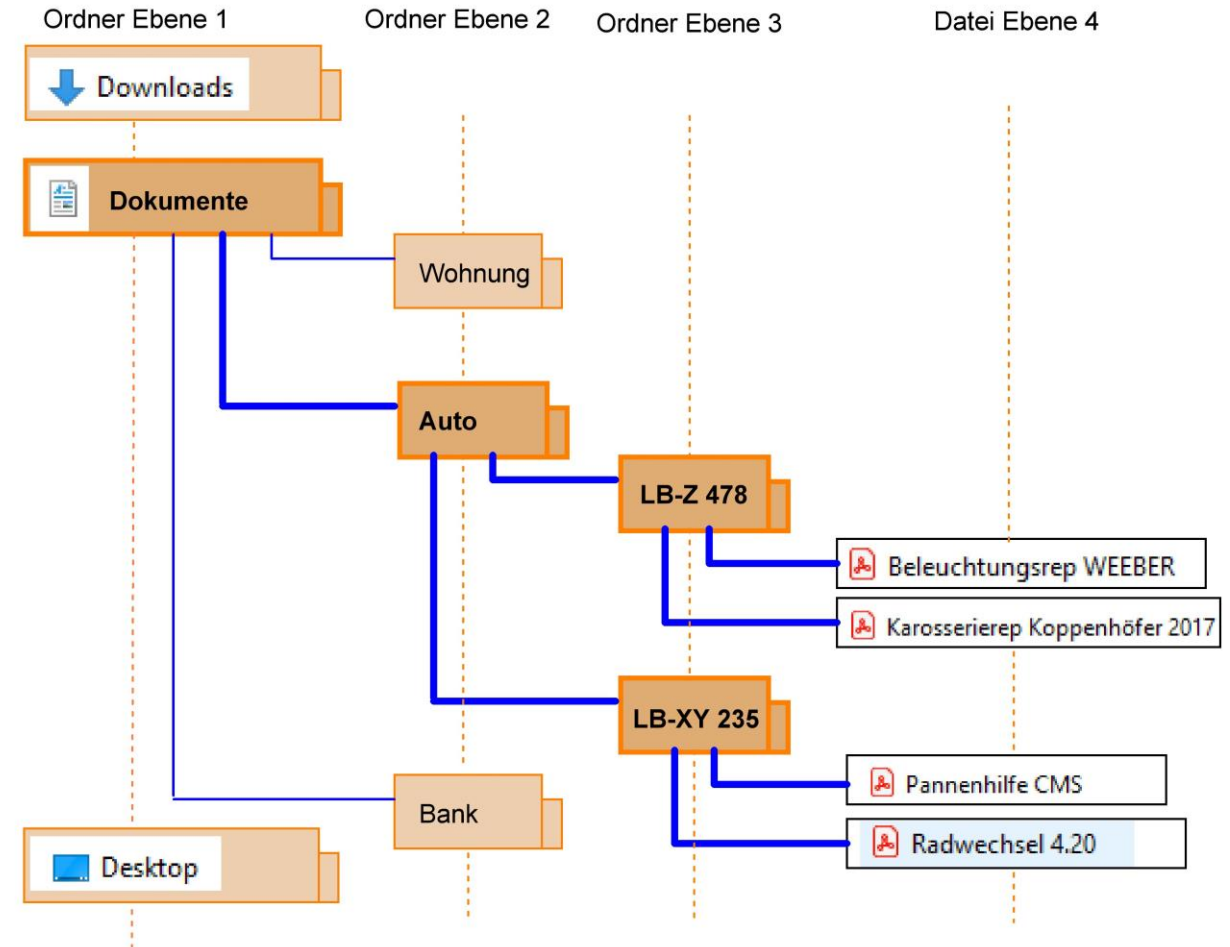 Ordner Ebene 1
Ordner Ebene 2
Ordner Ebene 3
Datei Ebene 4
Downloads
Dokumente
Wohnung
Auto
LB-Z 478
Beleuchtungsrep WEEBER
Karosserierep Koppenhöfer 2017
LB-XY 235
Pannenhilfe CMS
Bank
Radwechsel 4.20
Desktop